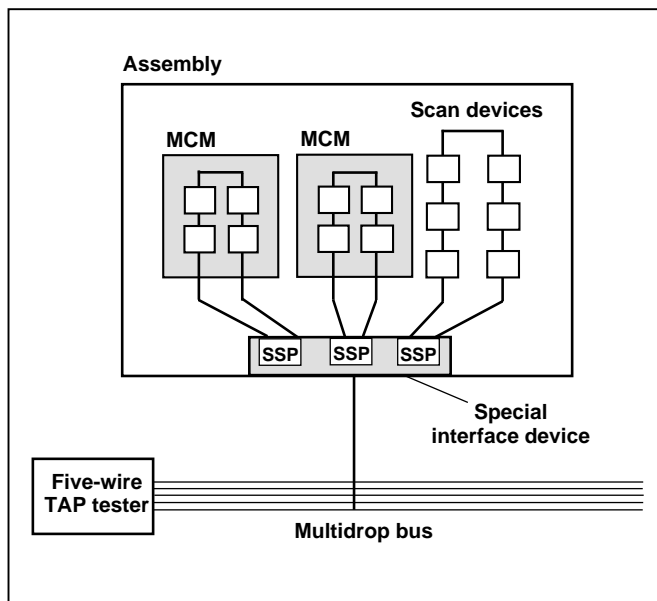 Assembly
Scan devices
MCM
MCM
SSP
SSP
SSP
Special
interface device
Five-wire
TAP tester
Multidrop bus